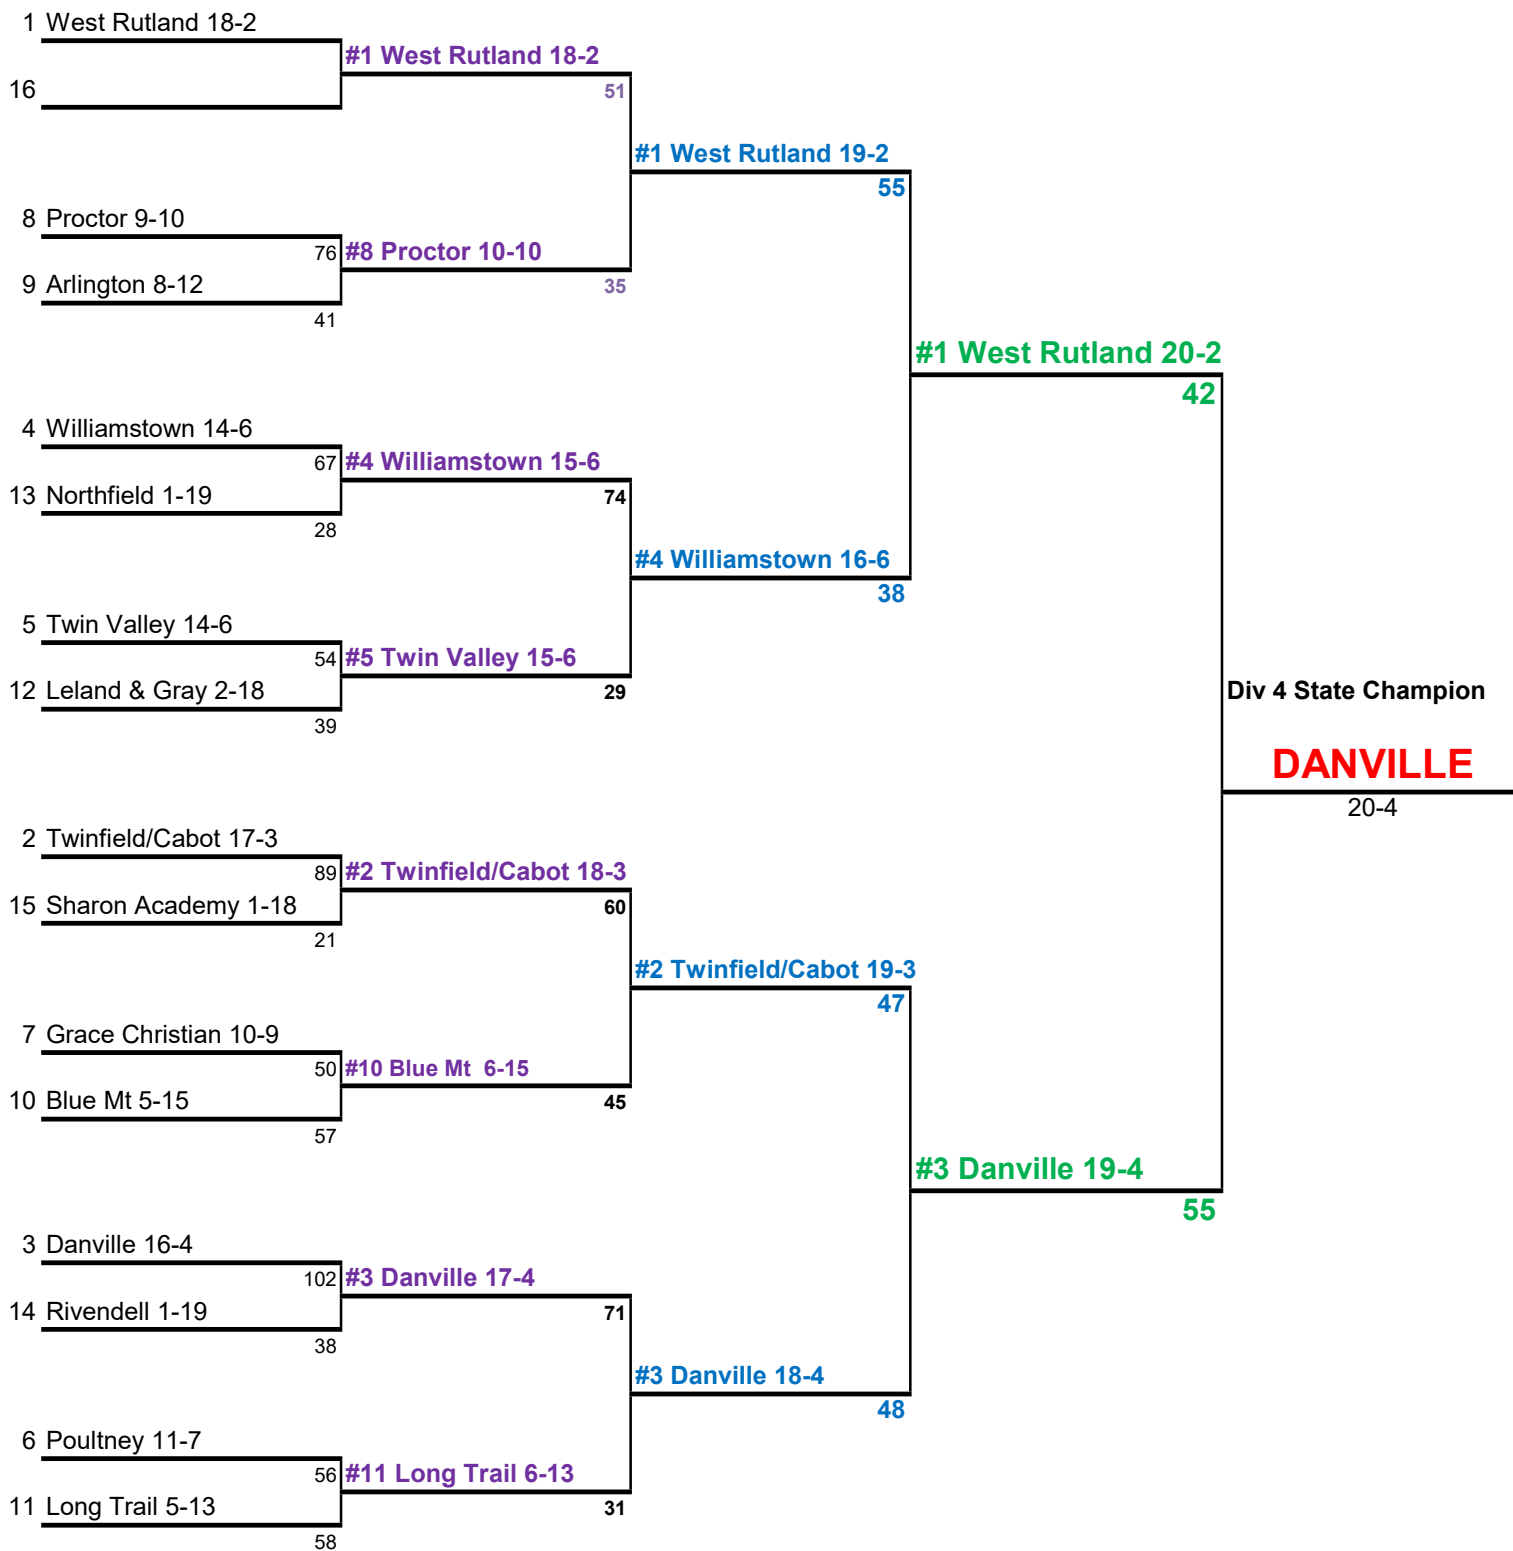 1 West Rutland 18-2
#1 West Rutland 18-2
16
51
#1 West Rutland 19-2
55
8 Proctor 9-10
76 #8 Proctor 10-10
9 Arlington 8-12
35
41
#1 West Rutland 20-2
42
4 Williamstown 14-6
67 #4 Williamstown 15-6
13 Northfield 1-19
74
28
#4 Williamstown 16-6
38
5 Twin Valley 14-6
54 #5 Twin Valley 15-6
12 Leland & Gray 2-18
29
39
Div 4 State Champion
DANVILLE
20-4
2 Twinfield/Cabot 17-3
89 #2 Twinfield/Cabot 18-3
15 Sharon Academy 1-18
60
21
#2 Twinfield/Cabot 19-3
47
7 Grace Christian 10-9
50 #10 Blue Mt  6-15
10 Blue Mt 5-15
45
57
#3 Danville 19-4
55
3 Danville 16-4
102 #3 Danville 17-4
14 Rivendell 1-19
71
38
#3 Danville 18-4
48
6 Poultney 11-7
56 #11 Long Trail 6-13
11 Long Trail 5-13
31
58